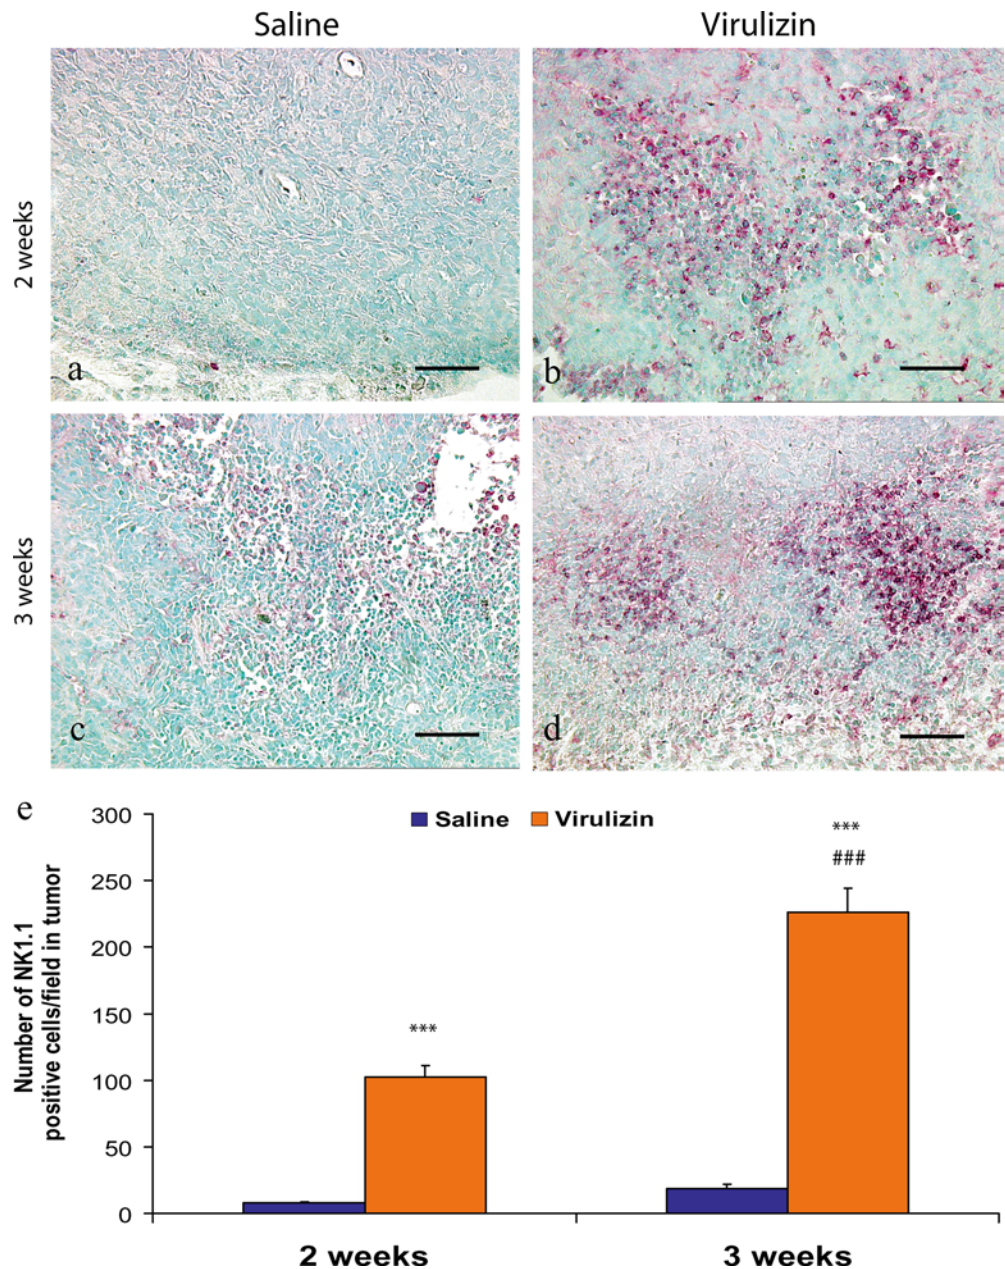 Saline Virulizin
2 weeks
a
b
3 weeks
c
d
e
Saline Virulizin
Number of NK1.1
positive cells/field in tumor
300
250
200
150
100
50
0
***
***
###
2 weeks 3 weeks